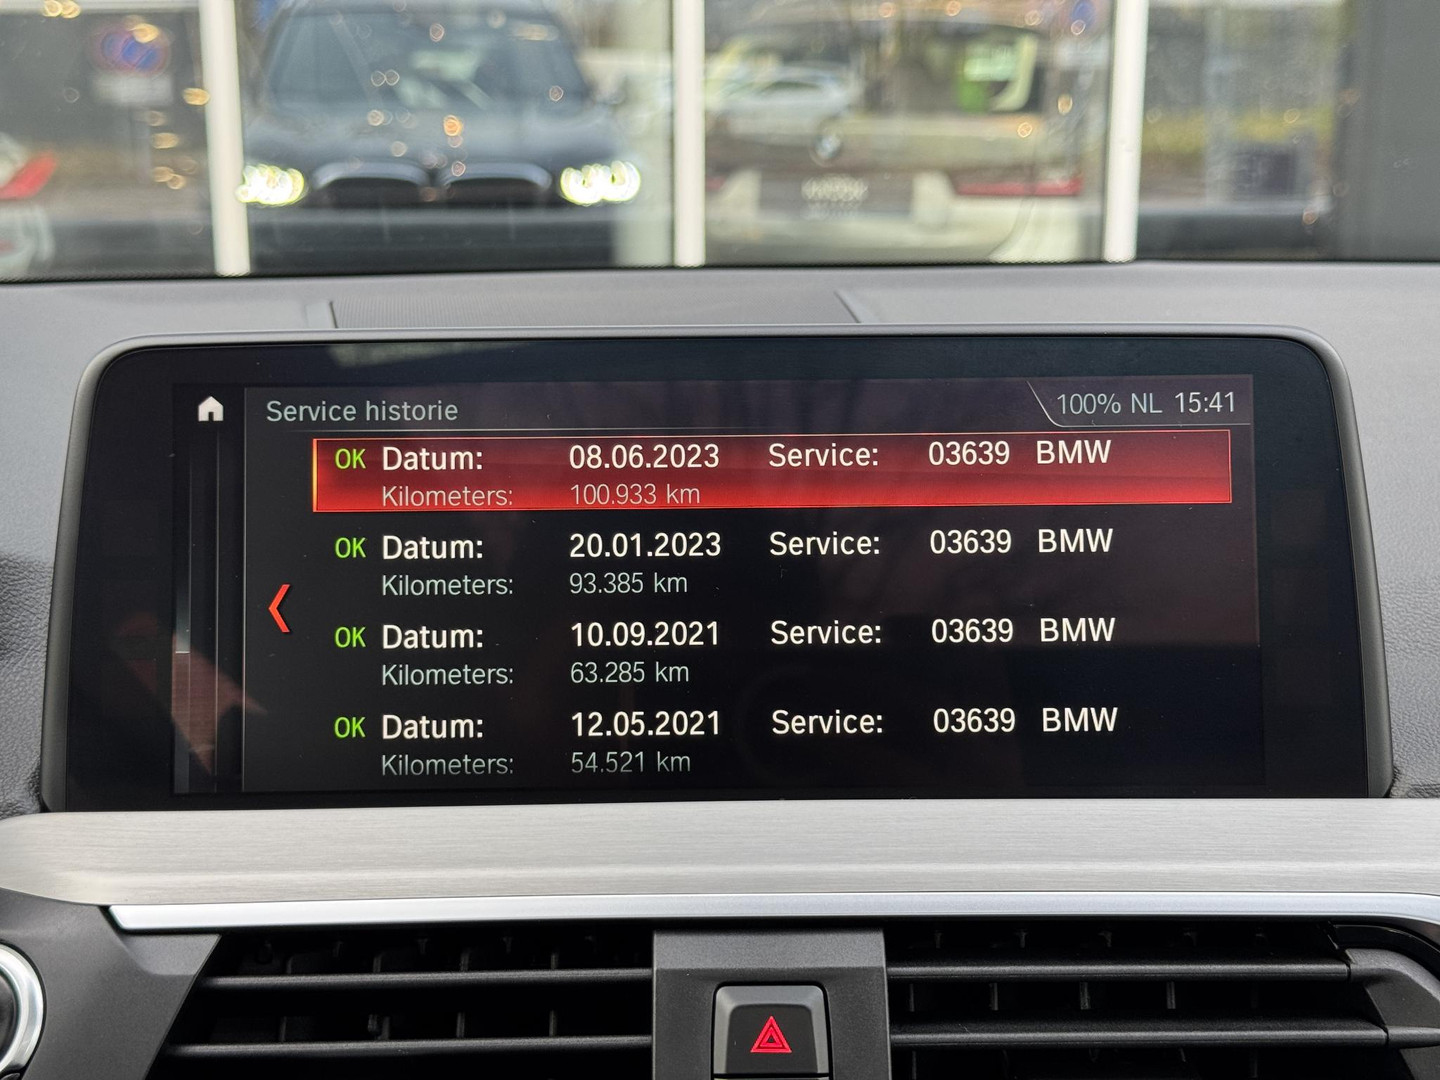 Service historie
100% NL 15:41
OK Datum: 08.06.2023 Service: 03639 BMW
Kilometers: 100.933 km
OK Datum: 20.01.2023 Service: 03639 BMW
Kilometers: 93.385 km
OK Datum: 10.09.2021 Service: 03639 BMW
Kilometers: 63.285 km
OK Datum: 12.05.2021 Service: 03639 BMW
Kilometers: 54.521 km